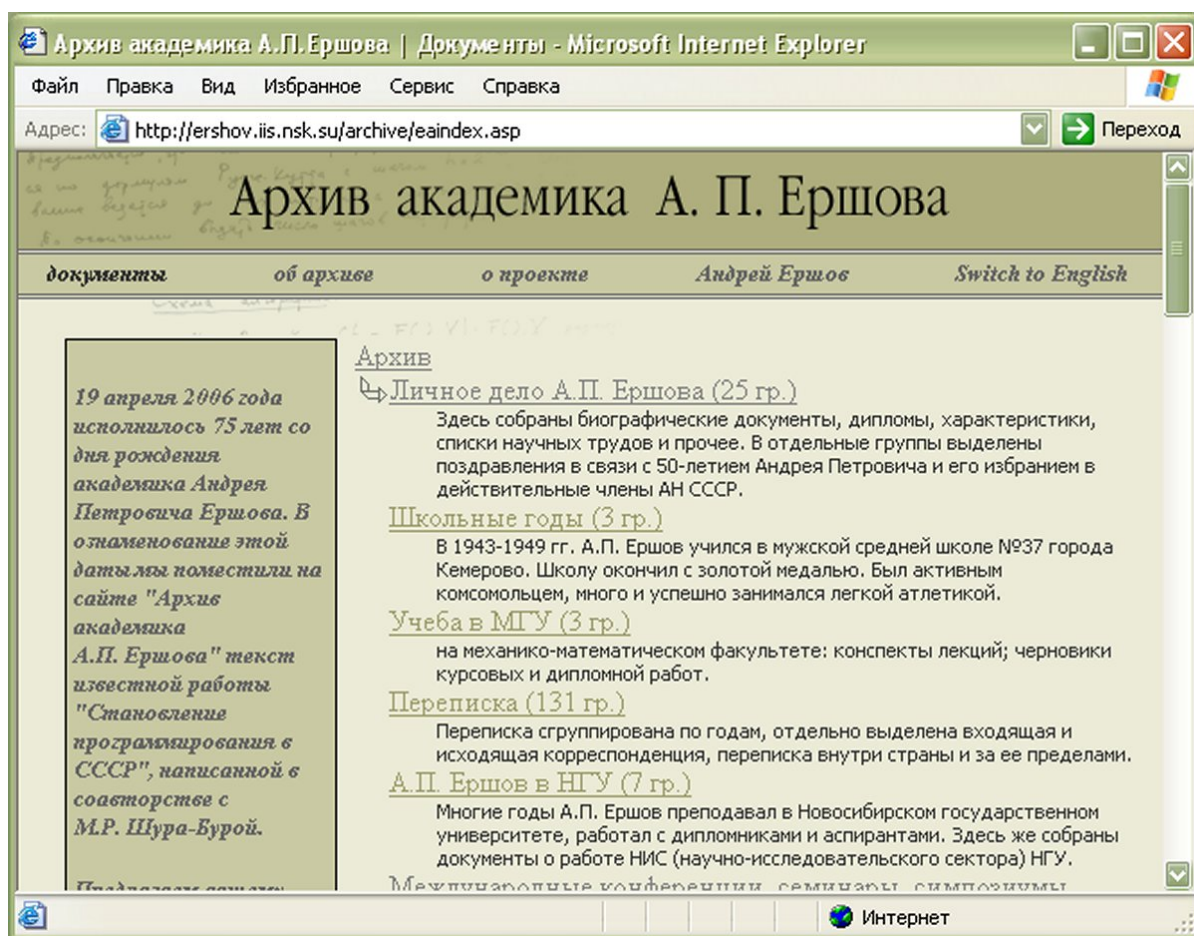 Архив академика А.П.Ершова | Документы - Microsoft Internet Explorer
Файл Правка Вид Избранное Сервис Справка
Адрес: http://ershov.iis.nsk.su/archive/eaindex.asp Переход
Архив академика А. П. Ершова
документы об архиве о проекте Андрей Ершов Switch to English
19 апреля 2006 года
исполнилось 75 лет со
дня рождения
академика Андрея
Петровича Ершова. В
ознаменование этой
даты мы поместили на
сайте "Архив
академика
А.П. Ершова" текст
известной работы
"Становление
программирования в
СССР", написанной в
соавторстве с
М.Р. Шура-Бурой.
Предлагаем вашему
Архив
Личное дело А.П. Ершова (25 гр.)
Здесь собраны биографические документы, дипломы, характеристики,
списки научных трудов и прочее. В отдельные группы выделены
поздравления в связи с 50-летием Андрея Петровича и его избранием в
действительные члены АН СССР.
Школьные годы (3 гр.)
В 1943-1949 гг. А.П. Ершов учился в мужской средней школе №37 города
Кемерово. Школу окончил с золотой медалью. Был активным
комсомольцем, много и успешно занимался легкой атлетикой.
Учеба в МГУ (3 гр.)
на механико-математическом факультете: конспекты лекций; черновики
курсовых и дипломной работ.
Переписка (131 гр.)
Переписка сгруппирована по годам, отдельно выделена входящая и
исходящая корреспонденция, переписка внутри страны и за ее пределами.
А.П. Ершов в НГУ (7 гр.)
Многие годы А.П. Ершов преподавал в Новосибирском государственном
университете, работал с дипломниками и аспирантами. Здесь же собраны
документы о работе НИС (научно-исследовательского сектора) НГУ.
Международные конференции, семинары, симпозиумы
Интернет